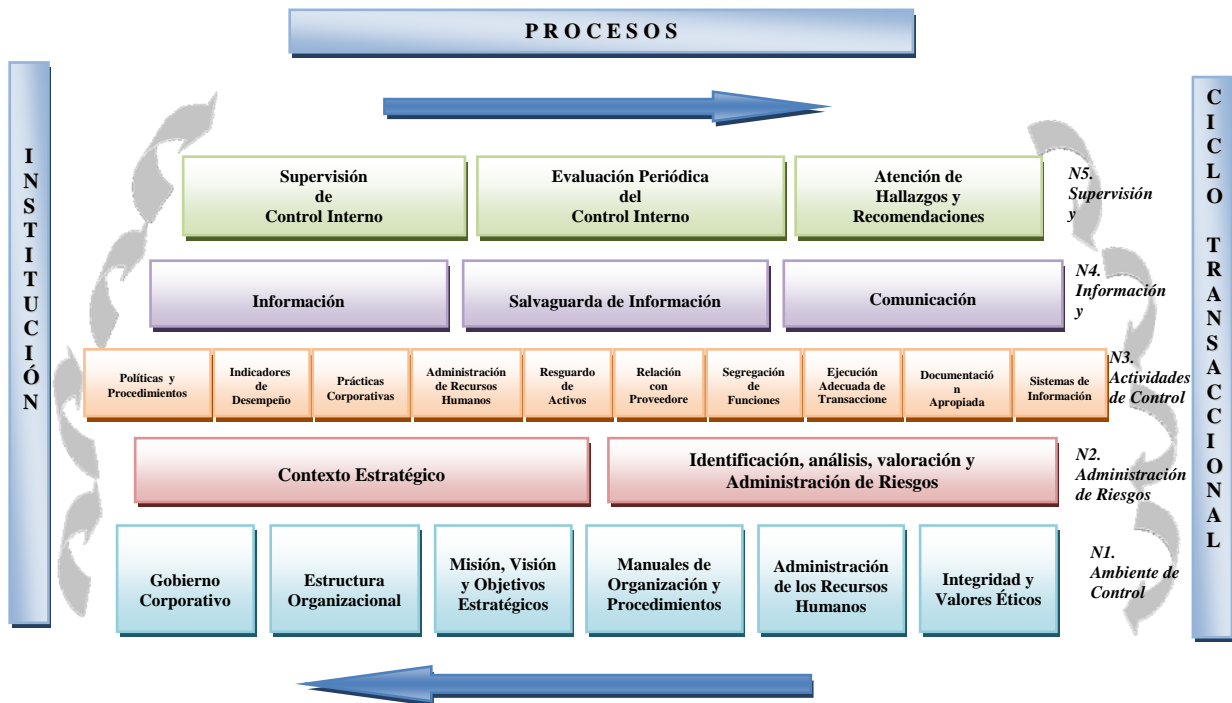 PROCESOS
INSTITUCIÓN
CICLO TRANSACCIONAL
Supervisión
de
Control Interno
Evaluación Periódica
del
Control Interno
Atención de
Hallazgos y
Recomendaciones
N5.
Supervisión
y
Información
Salvaguarda de Información
Comunicación
N4.
Información
y
Políticas y
Procedimientos
Indicadores
de
Desempeño
Prácticas
Corporativas
Administración
de Recursos
Humanos
Resguardo
de
Activos
Relación
con
Proveedore
Segregación
de
Funciones
Ejecución
Adecuada de
Transaccione
Documentació
n
Apropiada
Sistemas de
Información
N3.
Actividades
de Control
Contexto Estratégico
Identificación, análisis, valoración y
Administración de Riesgos
N2.
Administración
de Riesgos
Gobierno
Corporativo
Estructura
Organizacional
Misión, Visión
y Objetivos
Estratégicos
Manuales de
Organización y
Procedimientos
Administración
de los Recursos
Humanos
Integridad y
Valores Éticos
N1.
Ambiente de
Control